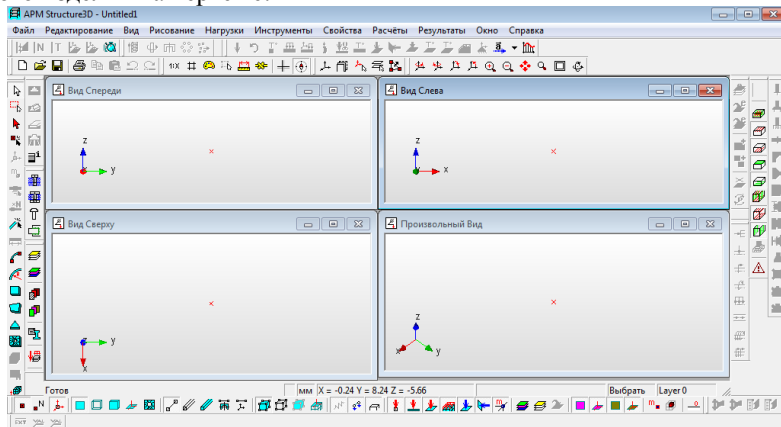 APM Structure3D - Untitled1
Файл Редактирование Вид Рисование Нагрузки Инструменты Свойства Расчёты Результаты Окно Справка
Вид Спереди
Вид Слева
z
y
z
x
Вид Сверху
Произвольный Вид
y
x
z
x
y
Готов
мм X = -0.24 Y = 8.24 Z = -5.66
Выбрать Layer 0